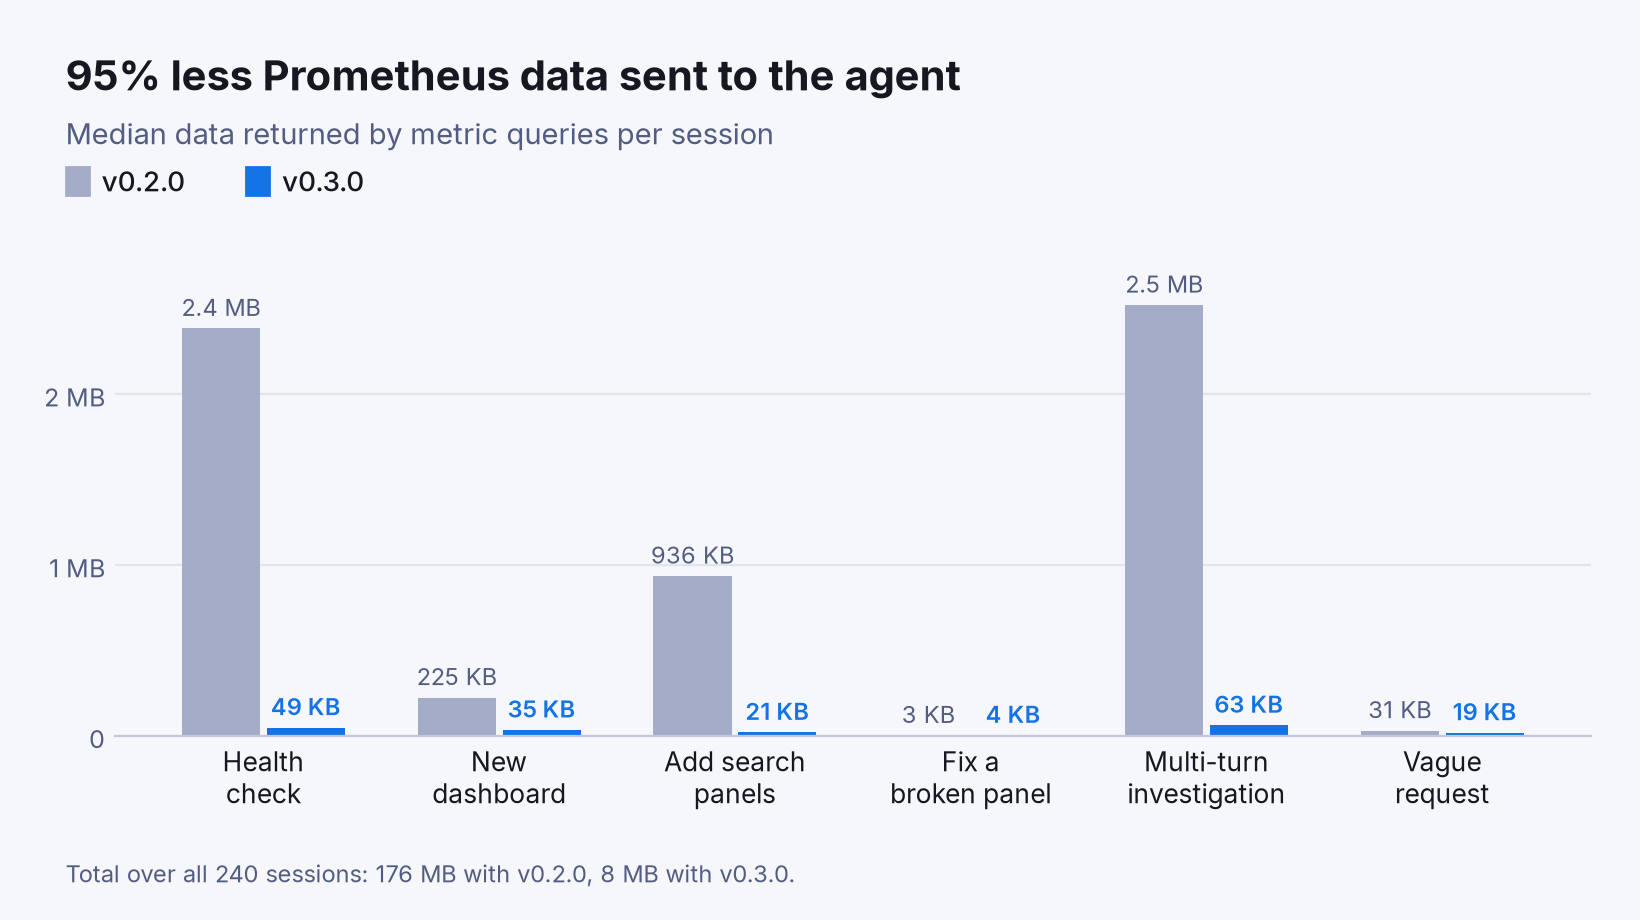 95% less Prometheus data sent to the agent
Median data returned by metric queries per session
v0.2.0 v0.3.0
2.5 MB
2.4 MB
2 MB
936 KB
1 MB
225 KB
49 KB
35 KB
21 KB
3 KB
4 KB
63 KB
31 KB
19 KB
0
Health
check
New
dashboard
Add search
panels
Fix a
broken panel
Multi-turn
investigation
Vague
request
Total over all 240 sessions: 176 MB with v0.2.0, 8 MB with v0.3.0.